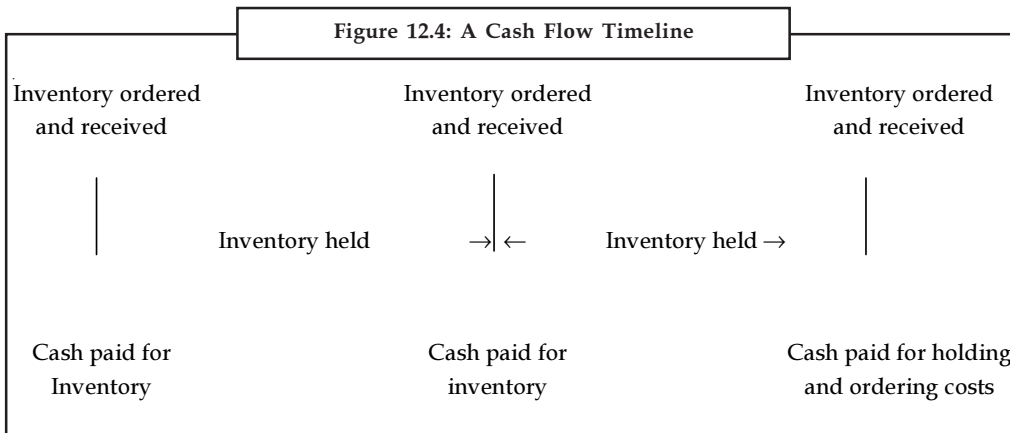 Figure 12.4: A Cash Flow Timeline
Inventory ordered Inventory ordered Inventory ordered
and received and received and received
Inventory held →← Inventory held →
Cash paid for Cash paid for Cash paid for holding
Inventory inventory and ordering costs